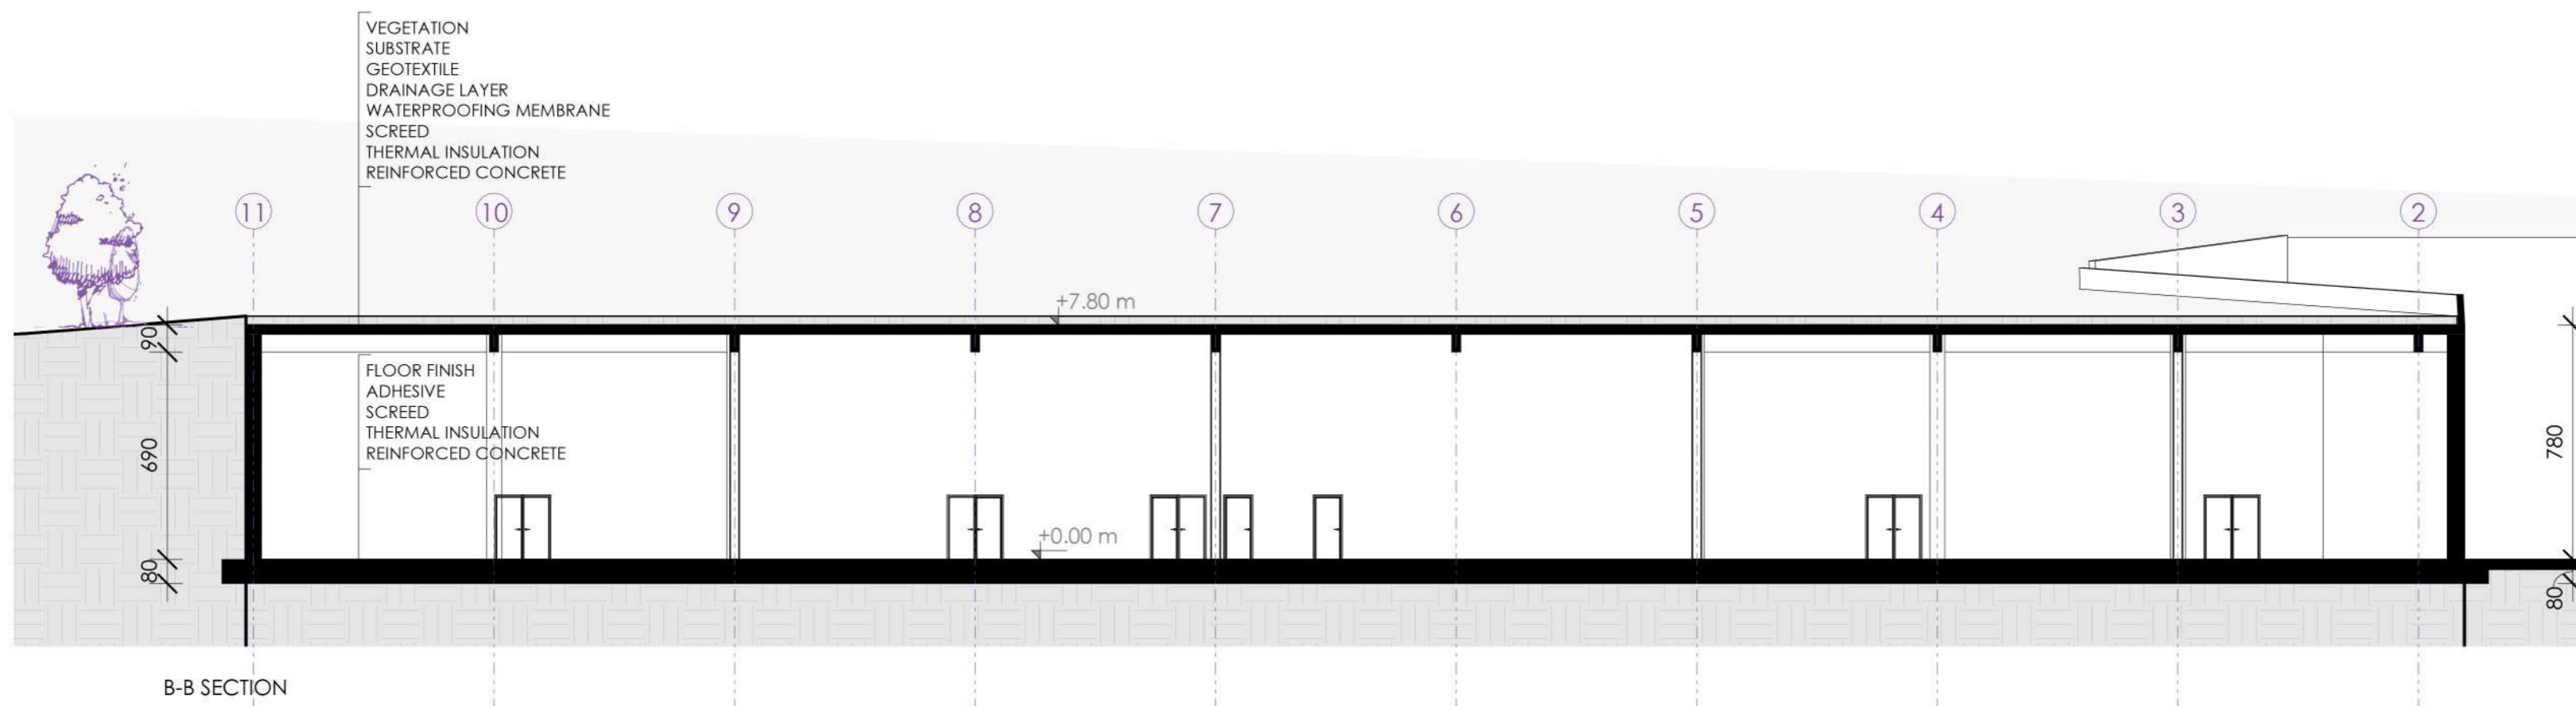 VEGETATION
SUBSTRATE
GEOTEXTILE
DRAINAGE LAYER
WATERPROOFING MEMBRANE
SCREED
THERMAL INSULATION
REINFORCED CONCRETE
11
10
9
8
7
6
5
4
3
2
+7.80 m
90
FLOOR FINISH
ADHESIVE
SCREED
THERMAL INSULATION
REINFORCED CONCRETE
690
780
+0.00 m
80
80
B-B SECTION